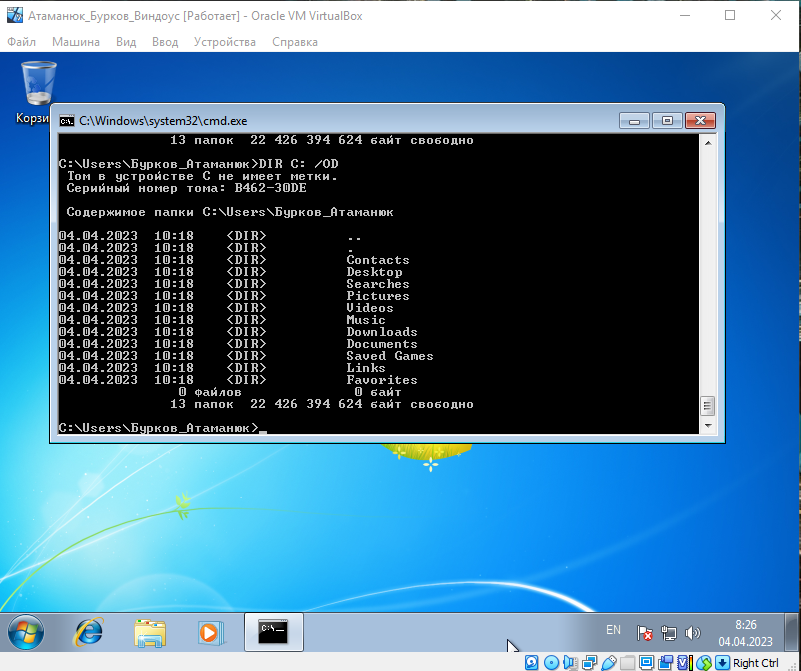 Атаманюк_Бурков_Виндоус [Работает] - Oracle VM VirtualBox
Файл Машина Вид Ввод Устройства Справка
Корзи
C:\Windows\system32\cmd.exe
13 папок 22 426 394 624 байт свободно
C:\Users\Бурков_Атаманюк>DIR C: /OD
Том в устройстве C не имеет метки.
Серийный номер тома: B462-30DE
Содержимое папки C:\Users\Бурков_Атаманюк
04.04.2023 10:18 <DIR> ..
04.04.2023 10:18 <DIR> .
04.04.2023 10:18 <DIR> Contacts
04.04.2023 10:18 <DIR> Desktop
04.04.2023 10:18 <DIR> Searches
04.04.2023 10:18 <DIR> Pictures
04.04.2023 10:18 <DIR> Videos
04.04.2023 10:18 <DIR> Music
04.04.2023 10:18 <DIR> Downloads
04.04.2023 10:18 <DIR> Documents
04.04.2023 10:18 <DIR> Saved Games
04.04.2023 10:18 <DIR> Links
04.04.2023 10:18 <DIR> Favorites
0 файлов 0 байт
13 папок 22 426 394 624 байт свободно
C:\Users\Бурков_Атаманюк>_
EN
8:26
04.04.2023
Right Ctrl